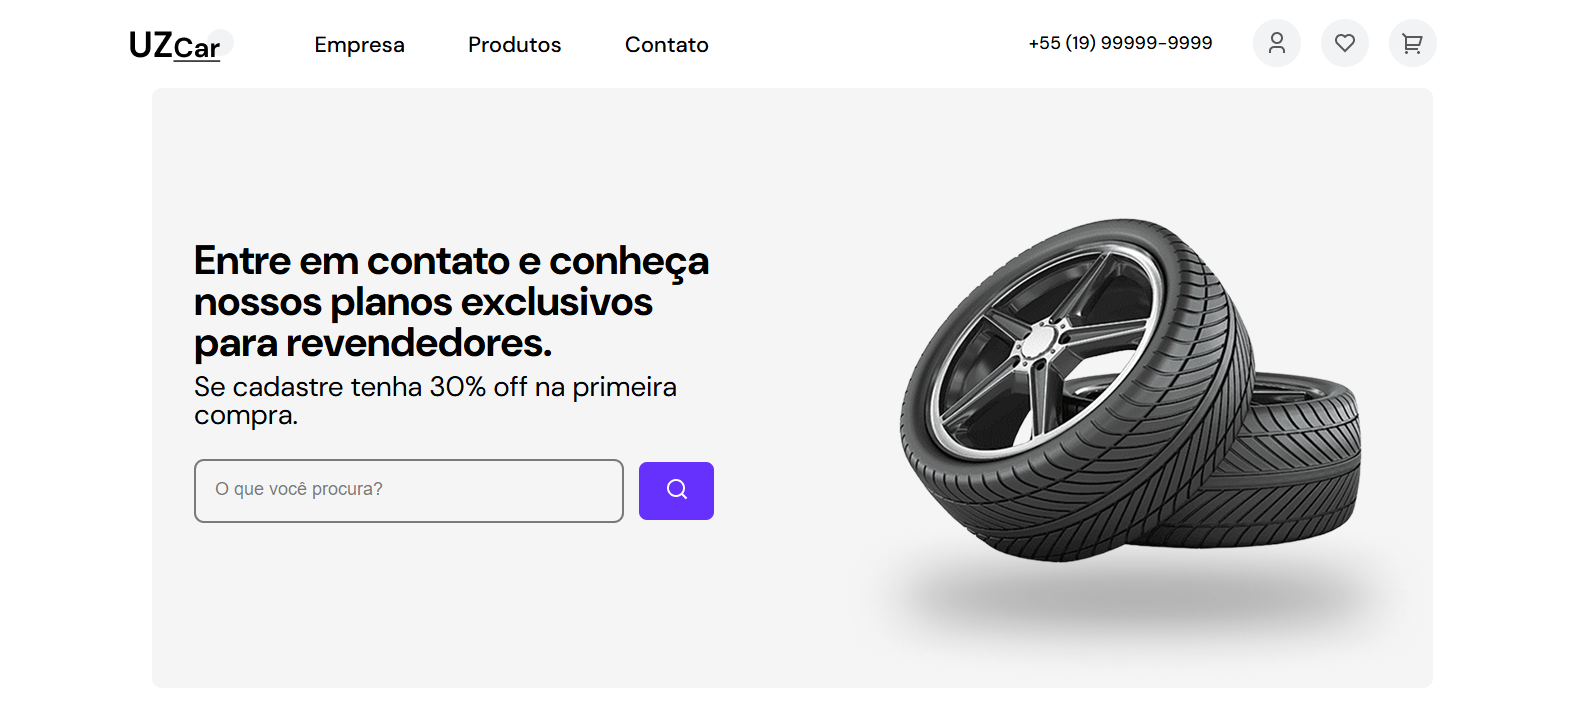 UZCar
Empresa
Produtos
Contato
+55 (19) 99999-9999
Entre em contato e conheça
nossos planos exclusivos
para revendedores.
Se cadastre tenha 30% off na primeira
compra.
O que você procura?